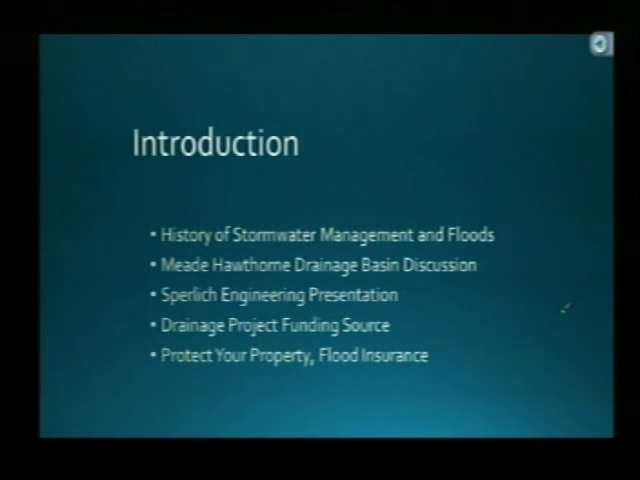 Introduction
• History of Stormwater Management and Floods
• Meade Hawthorne Drainage Basin Discussion
• Sperlich Engineering Presentation
• Drainage Project Funding Source
• Protect Your Property, Flood Insurance